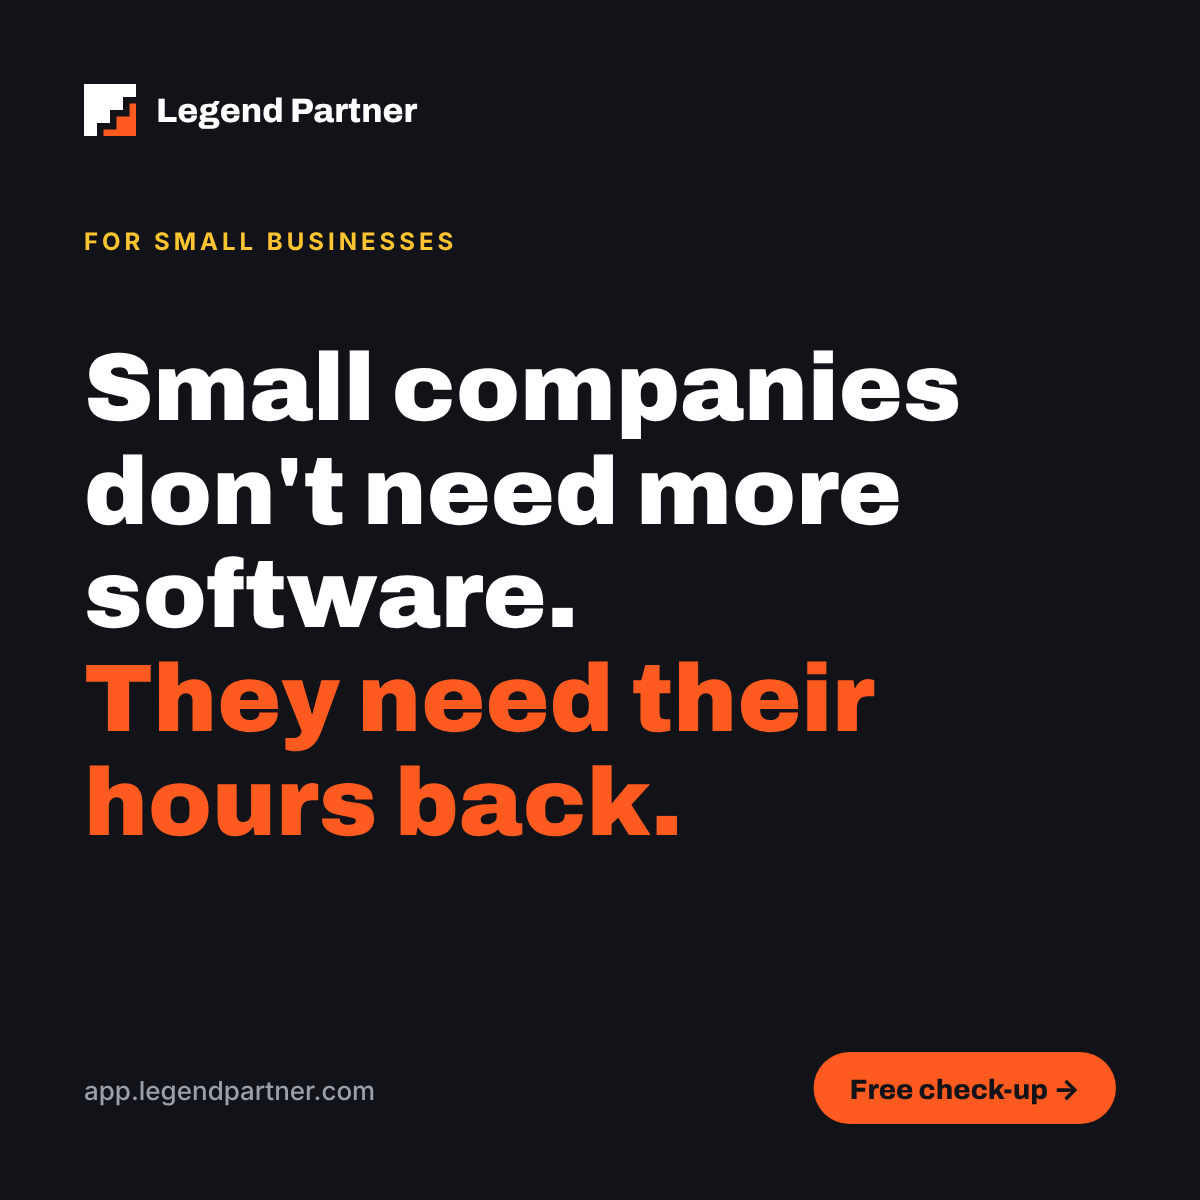 Legend Partner
FOR SMALL BUSINESSES
Small companies
don't need more
software.
They need their
hours back.
app.legendpartner.com
Free check-up →